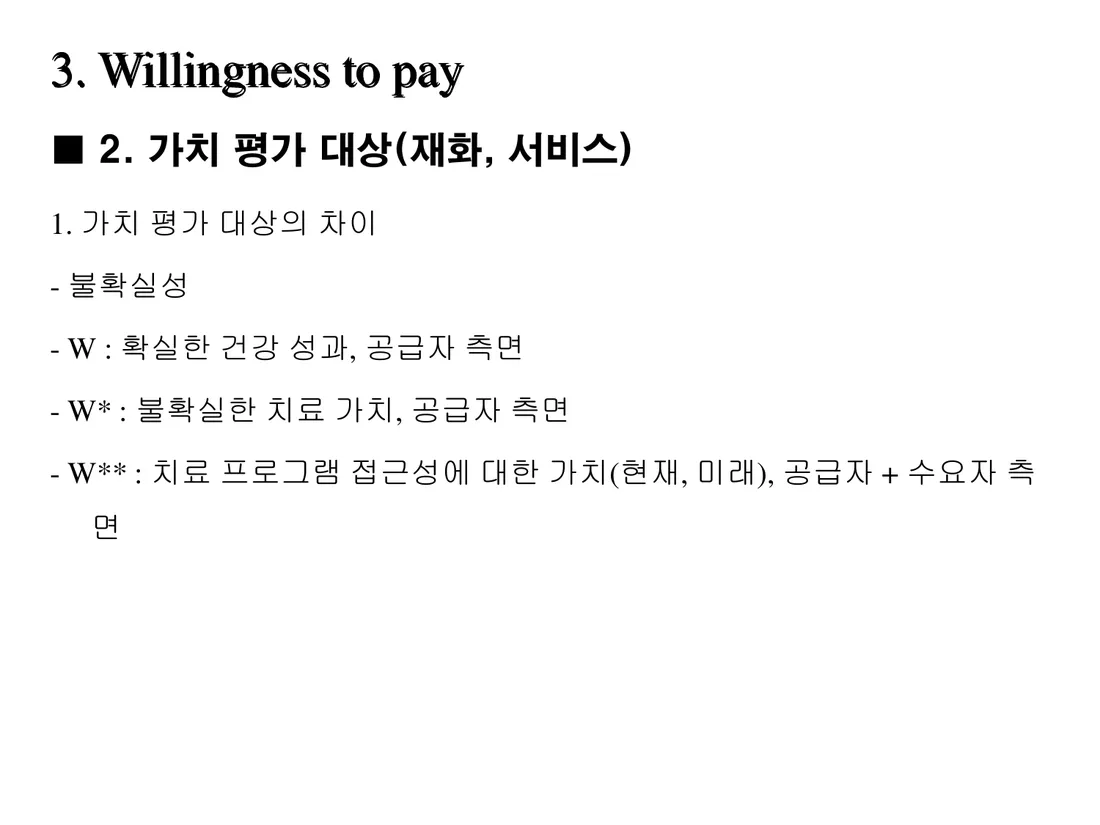 3. Willingness to pay
■ 2. 가치 평가 대상(재화, 서비스)
1. 가치 평가 대상의 차이
- 불확실성
- W : 확실한 건강 성과, 공급자 측면
- W* : 불확실한 치료 가치, 공급자 측면
- W** : 치료 프로그램 접근성에 대한 가치(현재, 미래), 공급자 + 수요자 측
면